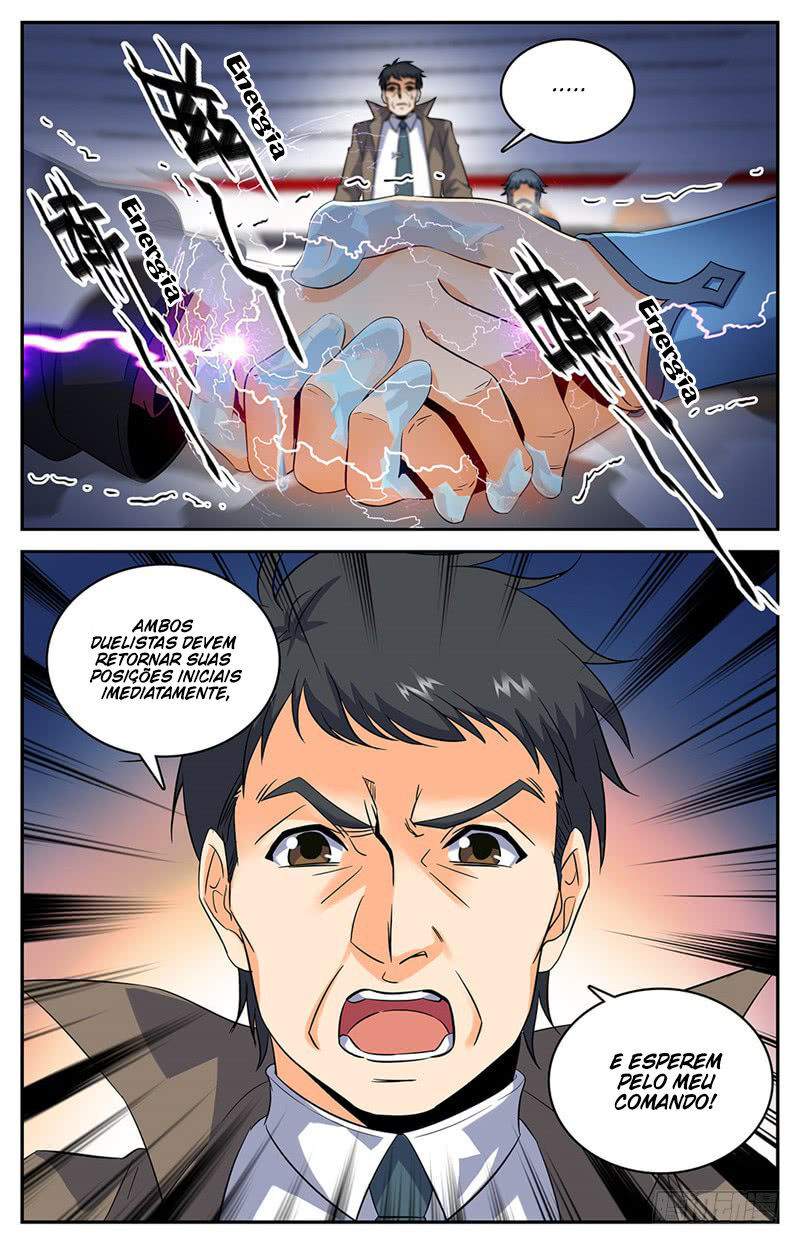 .....
Energia
Energia
Energia
AMBOS
DUELISTAS DEVEM
RETORNAR SUAS
POSIÇÕES INICIAIS
IMEDIATAMENTE,
E ESPEREM
PELO MEU
COMANDO!